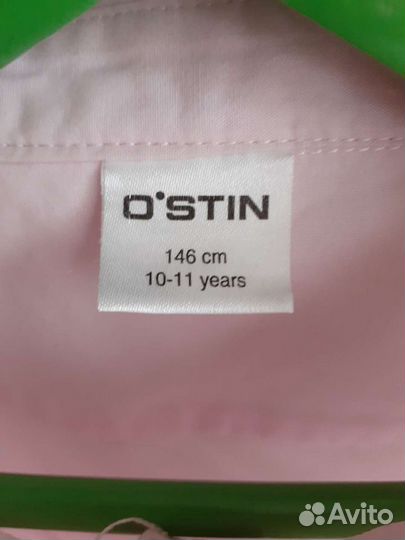 O'STIN
146 cm
10-11 years
Avito